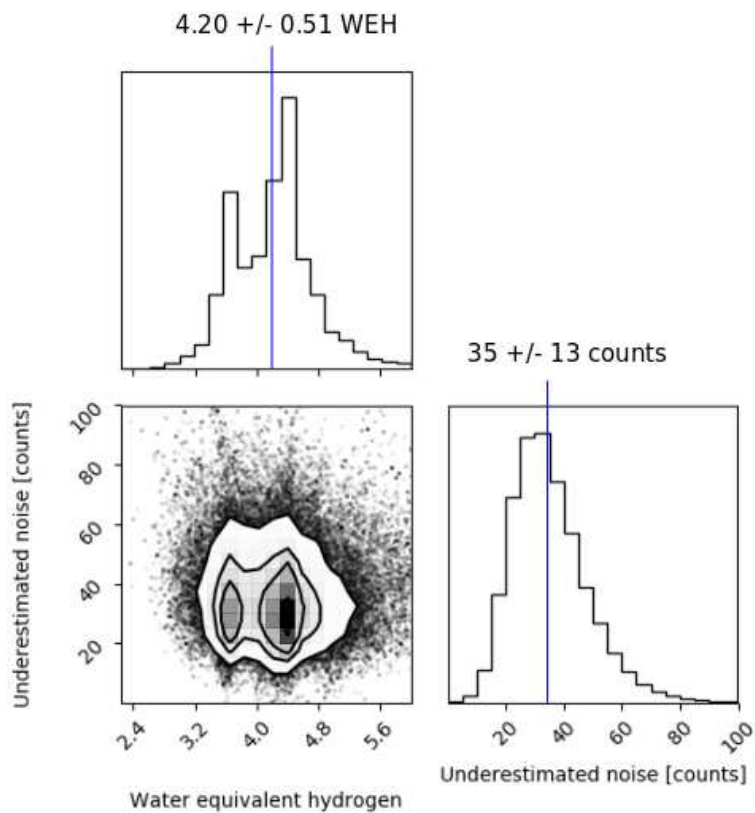 4.20 +/- 0.51 WEH
35 +/- 13 counts
Underestimated noise [counts]
100
80
60
40
20
2.4 3.2 4.0 4.8 5.6
Water equivalent hydrogen
20 40 60 80 100
Underestimated noise [counts]